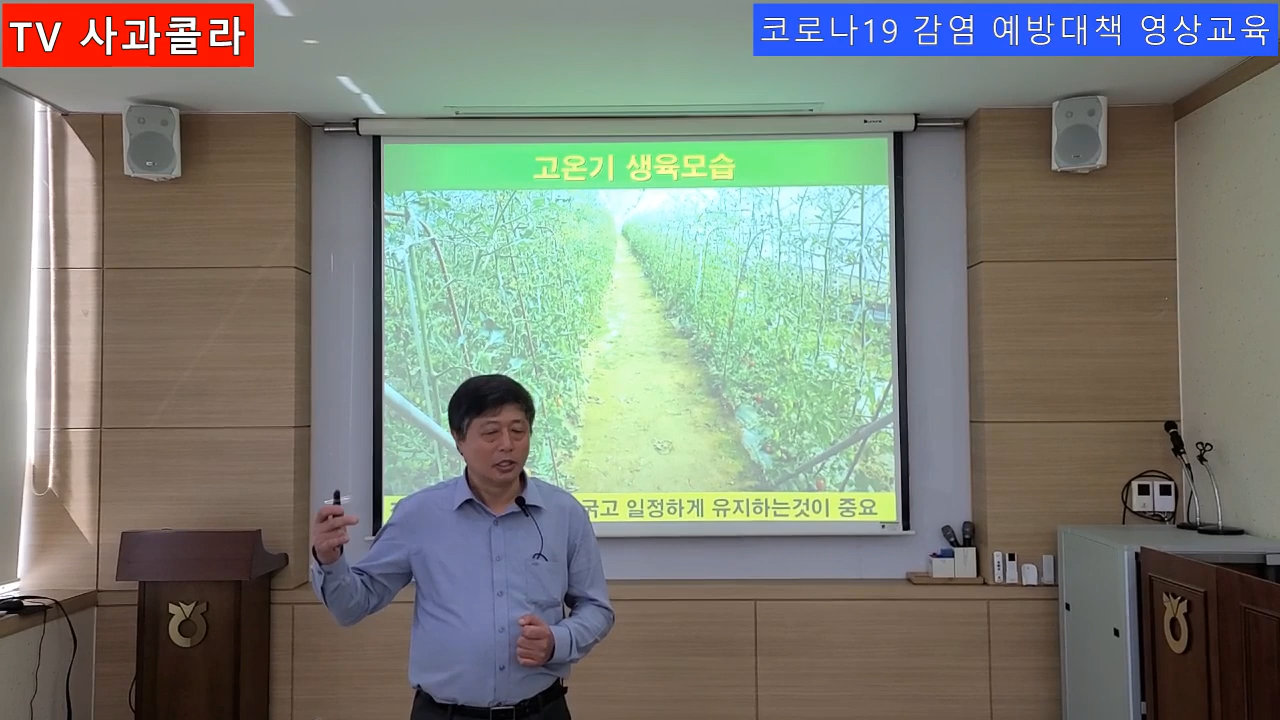 TV 사과콜라
코로나19 감염 예방대책 영상교육
고온기 생육모습
굵고 일정하게 유지하는것이 중요